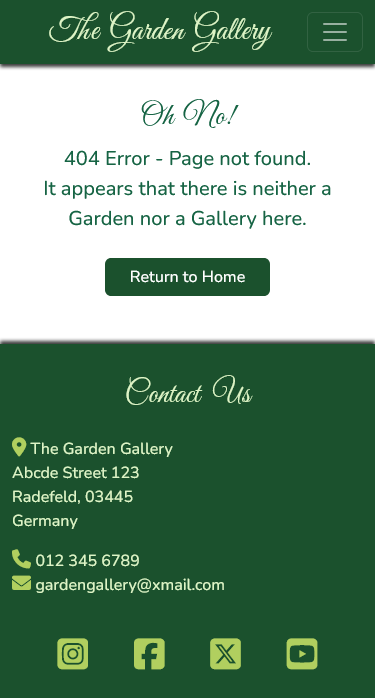 The Garden Gallery
Oh No!
404 Error - Page not found.
It appears that there is neither a
Garden nor a Gallery here.
Return to Home
Contact Us
The Garden Gallery
Abcde Street 123
Radefeld, 03445
Germany
012 345 6789
gardengallery@xmail.com